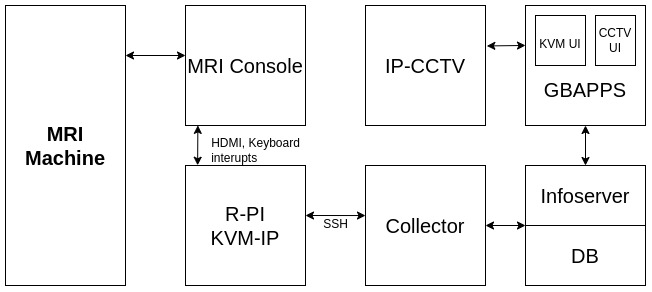 MRI
Machine
MRI Console
IP-CCTV
KVM UI
CCTV
UI
GBAPPS
HDMI, Keyboard
interupts
R-PI
KVM-IP
SSH
Collector
Infoserver
DB